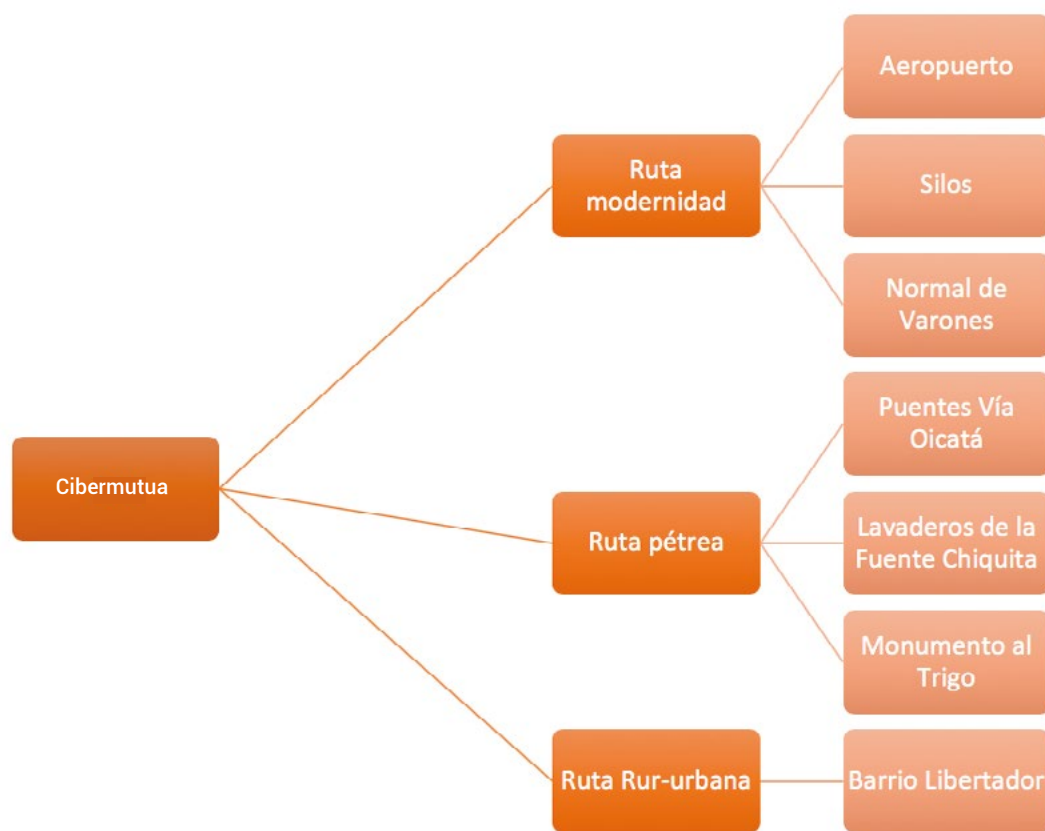 Cibermutua
Ruta
modernidad
Aeropuerto
Silos
Normal de
Varones
Ruta pétrea
Puentes Vía
Oicatá
Lavaderos de la
Fuente Chiquita
Monumento al
Trigo
Ruta Rur-urbana
Barrio Libertador